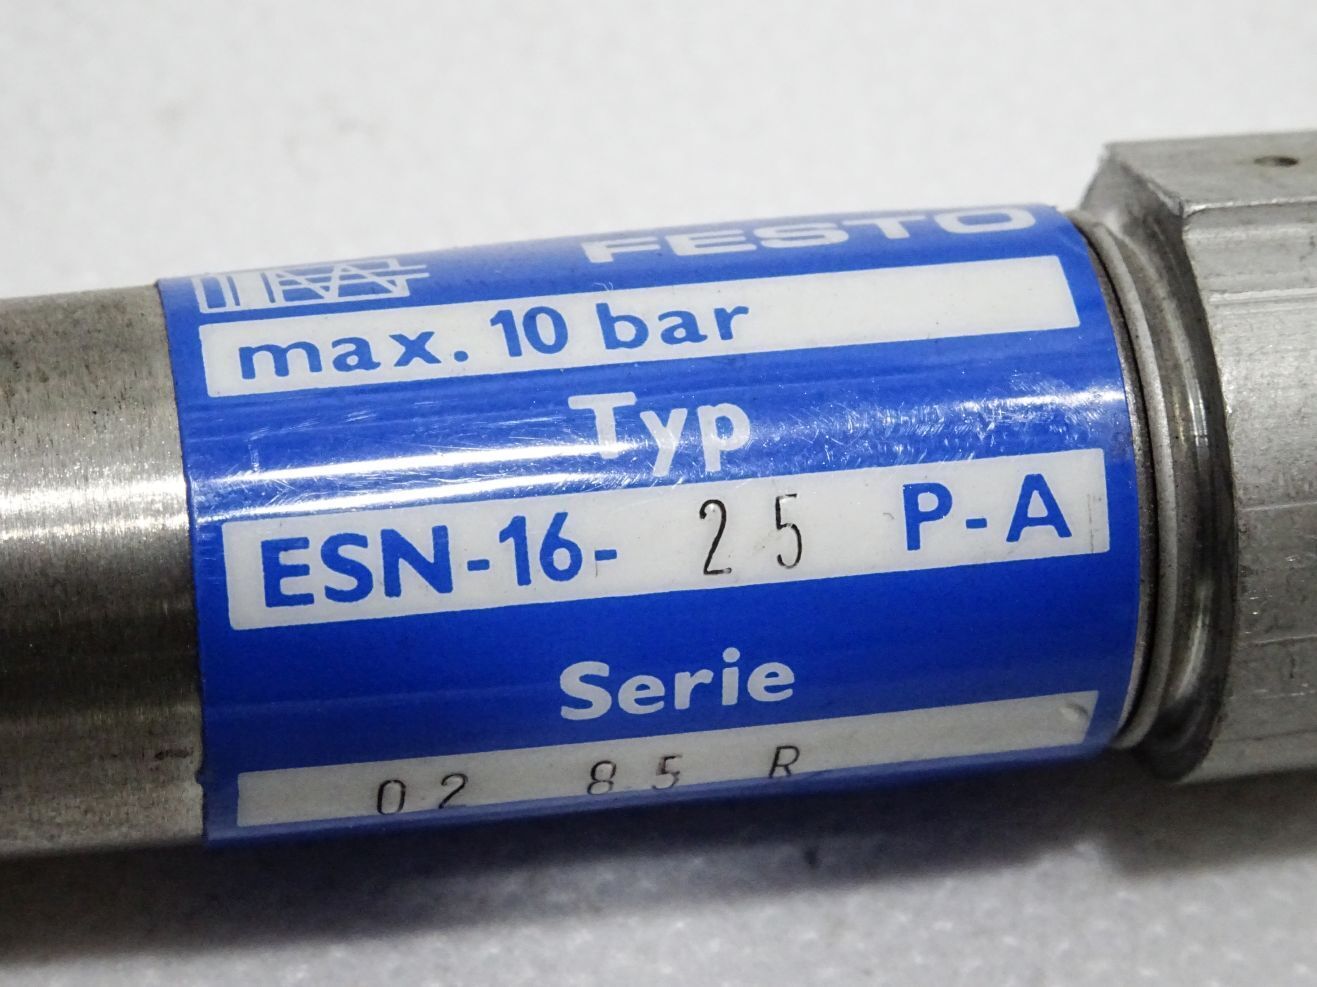 FESTO
max. 10 bar
Typ
ESN-16- 25 P-A
Serie
02 85 R